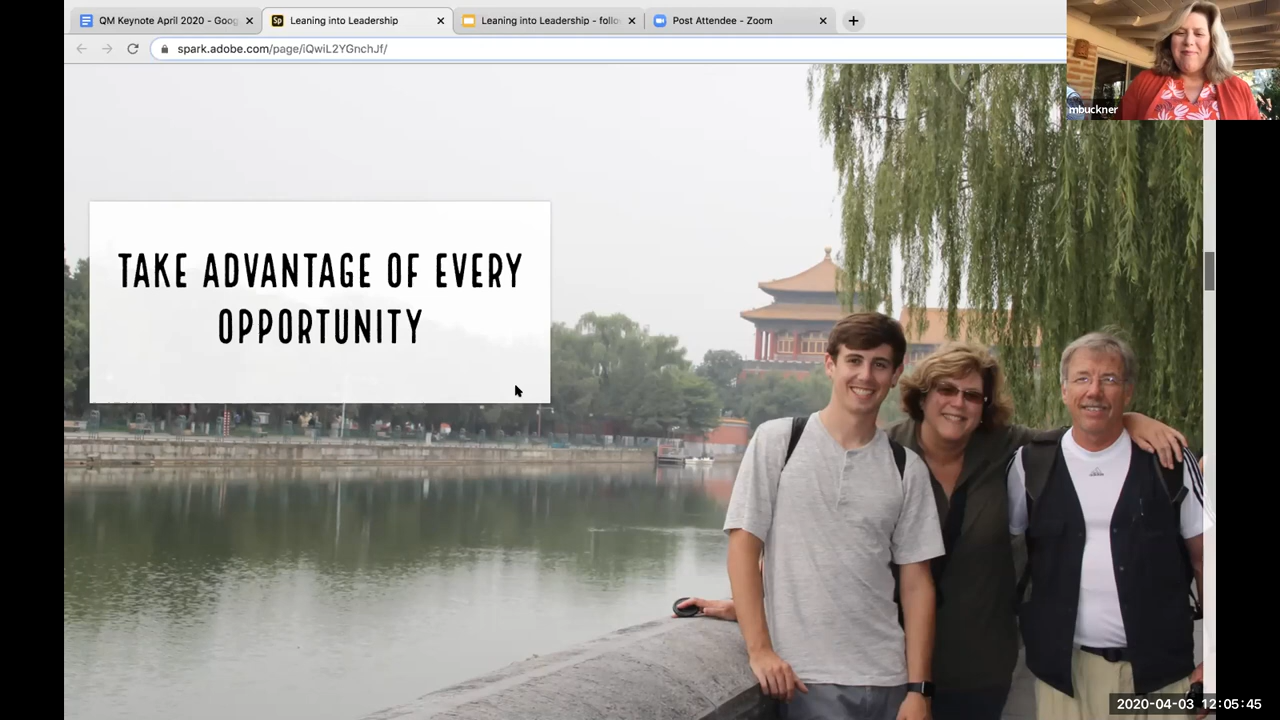 QM Keynote April 2020 - Goog
Sp
Leaning into Leadership
Leaning into Leadership - follo
Post Attendee - Zoom
spark.adobe.com/page/iQwiL2YGnchJf/
mbuckner
TAKE ADVANTAGE OF EVERY
OPPORTUNITY
2020-04-03 12:05:45